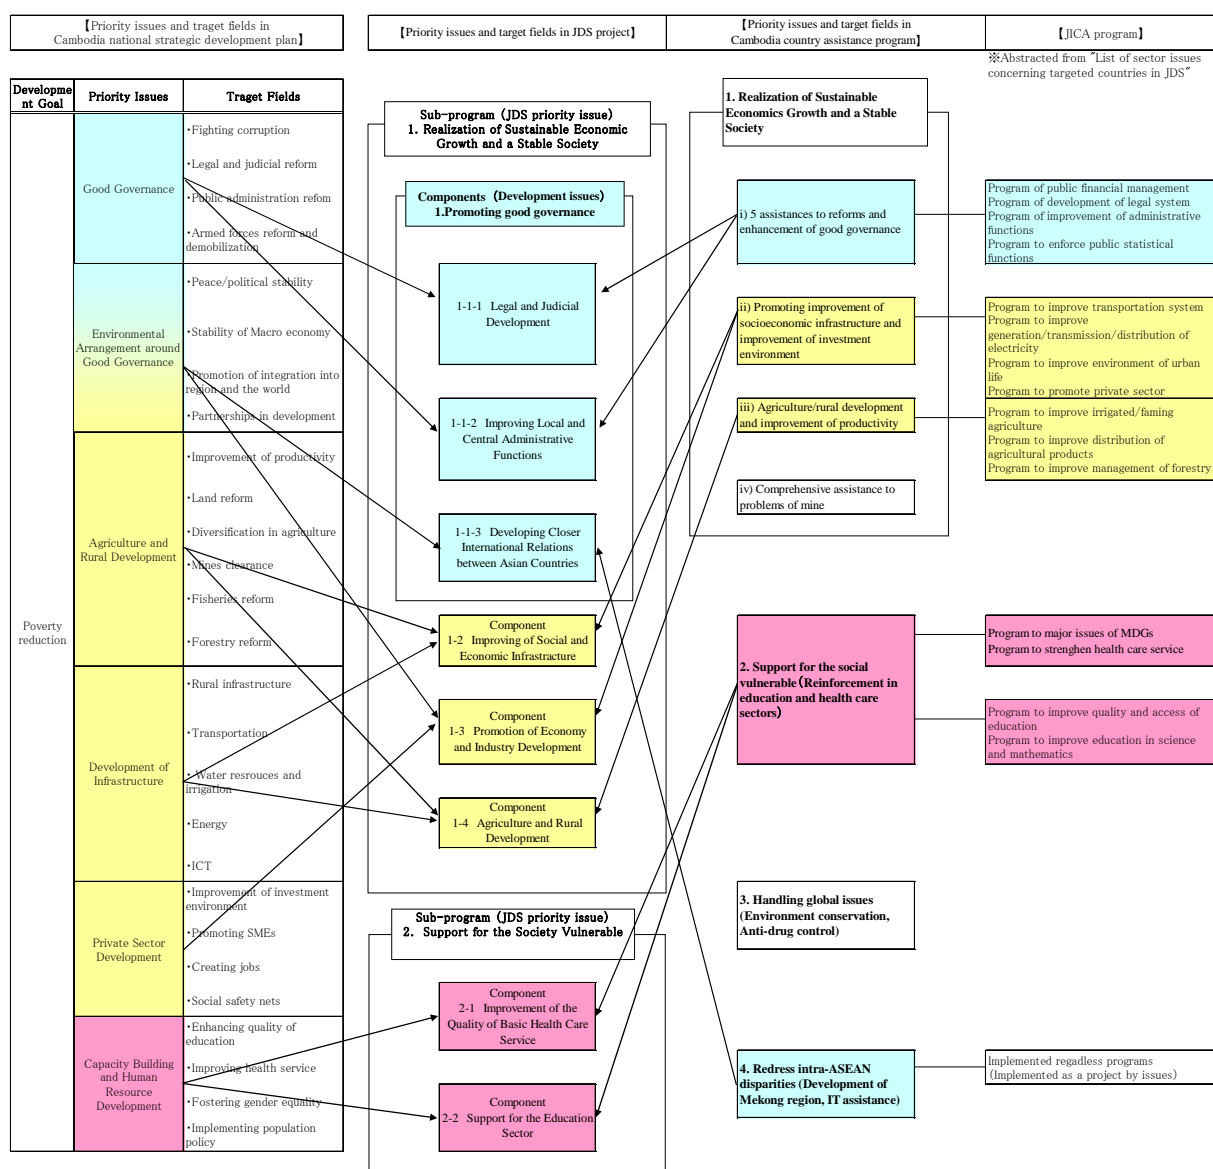 【Priority issues and traget fields in
Cambodia national strategic development plan】
【Priority issues and target fields in JDS project】
【Priority issues and target fields in
Cambodia country assistance program】
【JICA program】
※Abstracted from "List of sector issues
concerning targeted countries in JDS"
Developme
nt Goal
Priority Issues
Traget Fields
Poverty
reduction
Good Governance
・Fighting corruption
・Legal and judicial reform
・Public administration refom
・Armed forces reform and
demobilization
Environmental
Arrangement around
Good Governance
・Peace/political stability
・Stability of Macro economy
・Promotion of integration into
region and the world
・Partnerships in development
Agriculture and
Rural Development
・Improvement of productivity
・Land reform
・Diversification in agriculture
・Mines clearance
・Fisheries reform
・Forestry reform
Development of
Infrastructure
・Rural infrastructure
・Transportation
・Water resrouces and
irrigation
・Energy
・ICT
Private Sector
Development
・Improvement of investment
environment
・Promoting SMEs
・Creating jobs
・Social safety nets
Capacity Building
and Human
Resource
Development
・Enhancing quality of
education
・Improving health service
・Fostering gender equality
・Implementing population
policy
Sub-program (JDS priority issue)
1. Realization of Sustainable Economic
Growth and a Stable Society
Components (Development issues)
1.Promoting good governance
1-1-1 Legal and Judicial
Development
1-1-2 Improving Local and
Central Administrative
Functions
1-1-3 Developing Closer
International Relations
between Asian Countries
Component
1-2 Improving of Social and
Economic Infrastracture
Component
1-3 Promotion of Economy
and Industry Development
Component
1-4 Agriculture and Rural
Development
Sub-program (JDS priority issue)
2. Support for the Society Vulnerable
Component
2-1 Improvement of the
Quality of Basic Health Care
Service
Component
2-2 Support for the Education
Sector
1. Realization of Sustainable
Economics Growth and a Stable
Society
i) 5 assistances to reforms and
enhancement of good governance
ii) Promoting improvement of
socioeconomic infrastructure and
improvement of investment
environment
iii) Agriculture/rural development
and improvement of productivity
iv) Comprehensive assistance to
problems of mine
2. Support for the social
vulnerable(Reinforcement in
education and health care
sectors)
3. Handling global issues
(Environment conservation,
Anti-drug control)
4. Redress intra-ASEAN
disparities (Development of
Mekong region, IT assistance)
Program of public financial management
Program of development of legal system
Program of improvement of administrative
functions
Program to enforce public statistical
functions
Program to improve transportation system
Program to improve
generation/transmission/distribution of
electricity
Program to improve environment of urban
life
Program to promote private sector
Program to improve irrigated/faming
agriculture
Program to improve distribution of
agricultural products
Program to improve management of forestry
Program to major issues of MDGs
Program to strenghen health care service
Program to improve quality and access of
education
Program to improve education in science
and mathematics
Implemented regadless programs
(Implemented as a project by issues)